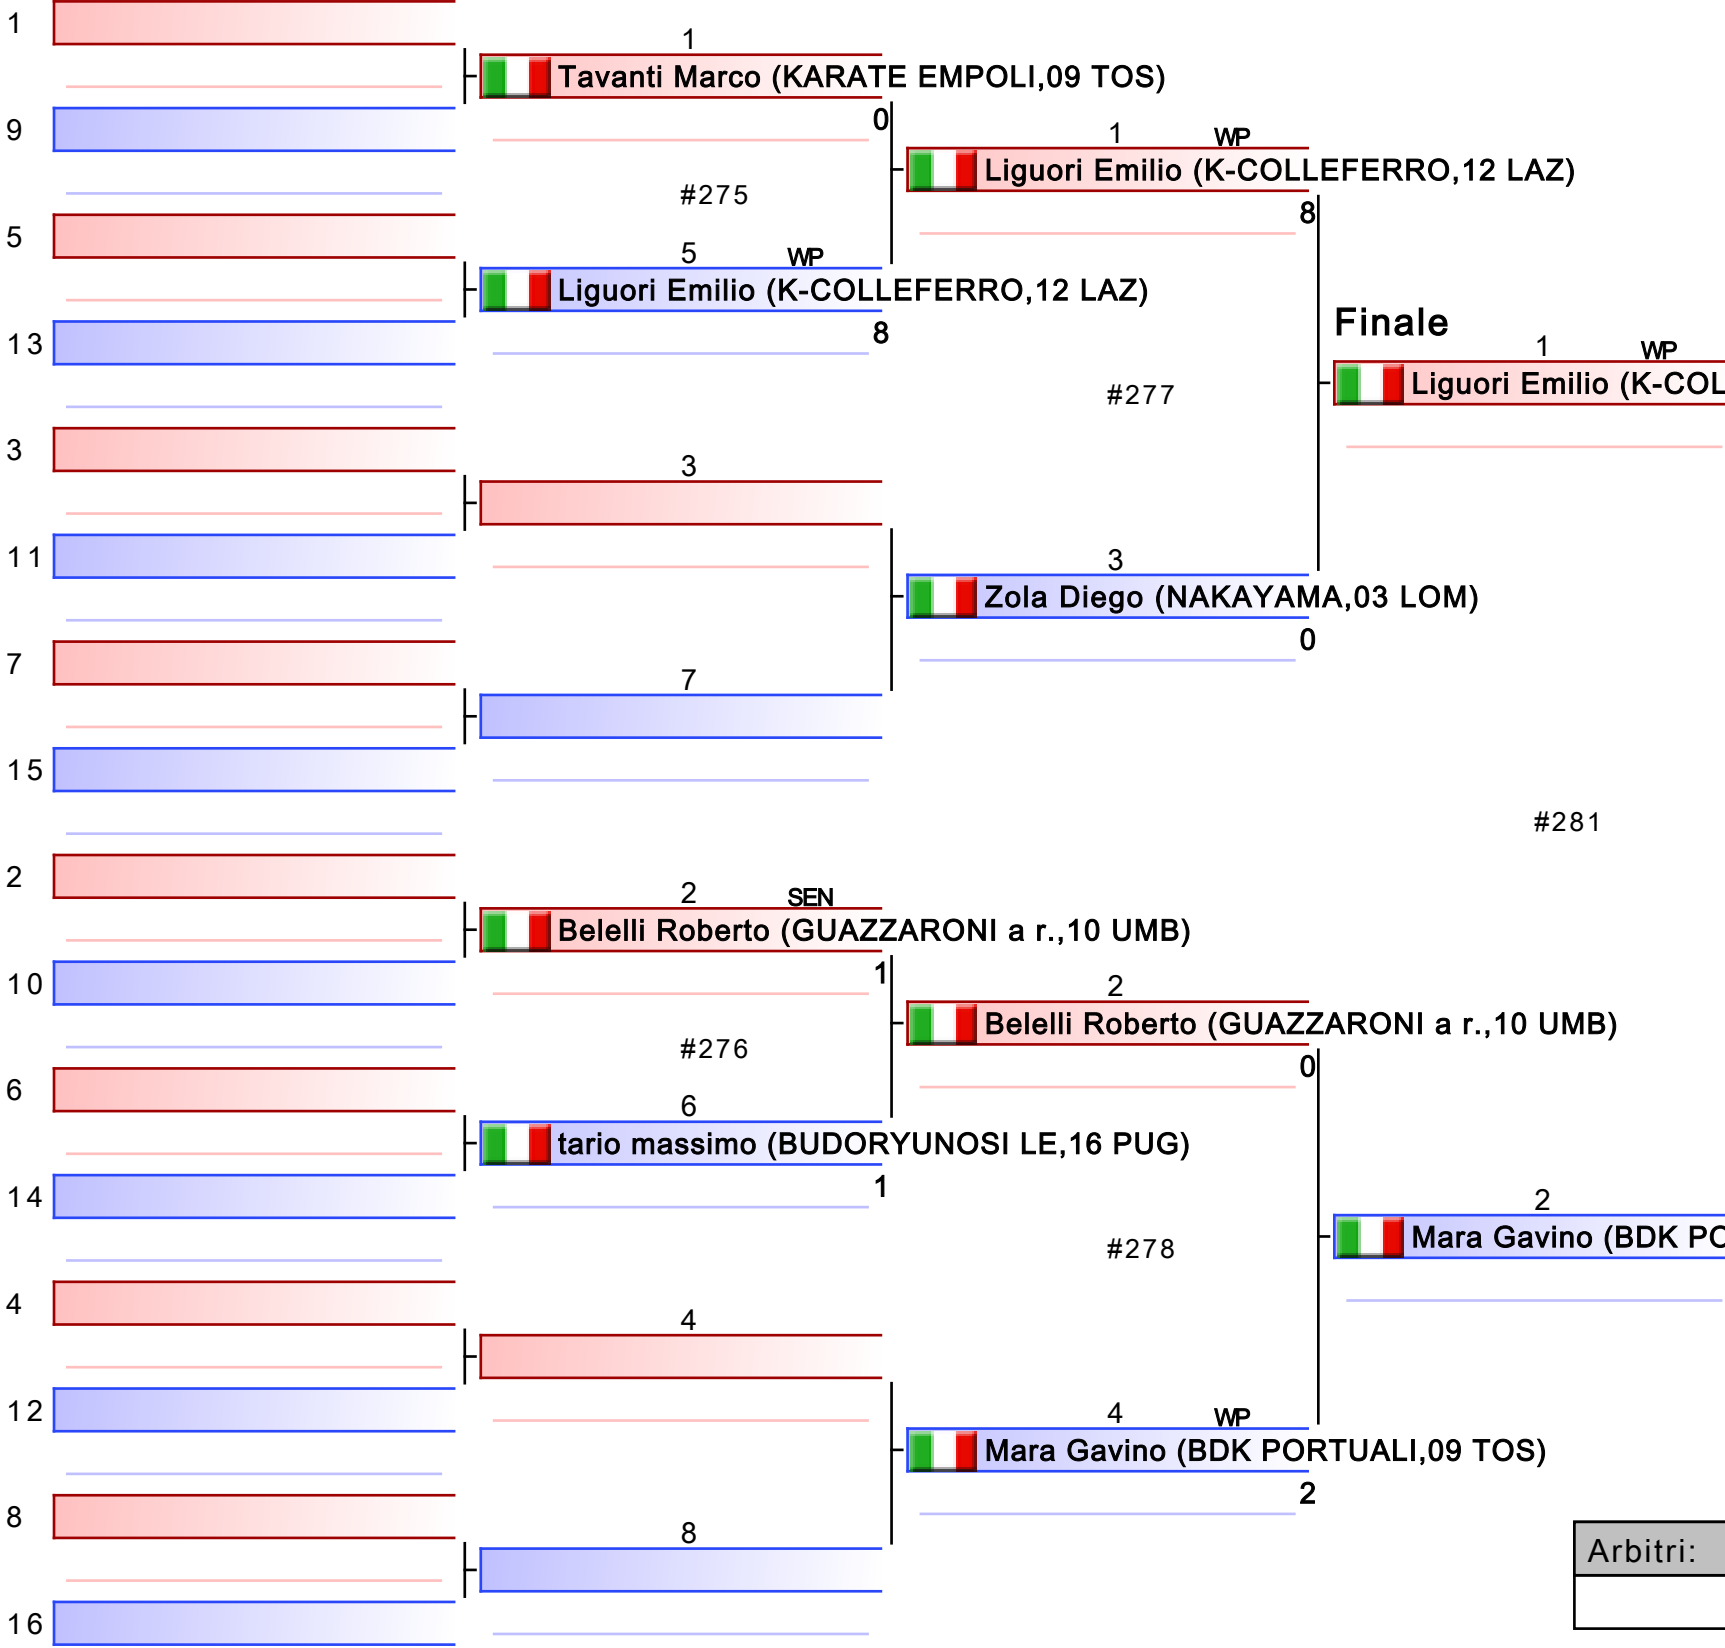 1
9
5
13
3
11
7
15
2
10
6
14
4
12
8
16
1
Tavanti Marco (KARATE EMPOLI,09 TOS)
0
#275
5 WP
Liguori Emilio (K-COLLEFERRO,12 LAZ)
8
3
7
2 SEN
Belelli Roberto (GUAZZARONI a r.,10 UMB)
1
#276
6
tario massimo (BUDORYUNOSI LE,16 PUG)
1
4
8
1 WP
Liguori Emilio (K-COLLEFERRO,12 LAZ)
8
#277
3
Zola Diego (NAKAYAMA,03 LOM)
0
2
Belelli Roberto (GUAZZARONI a r.,10 UMB)
0
#278
4 WP
Mara Gavino (BDK PORTUALI,09 TOS)
2
Finale
1 WP
Liguori Emilio (K-COL
#281
2
Mara Gavino (BDK PO
Arbitri: